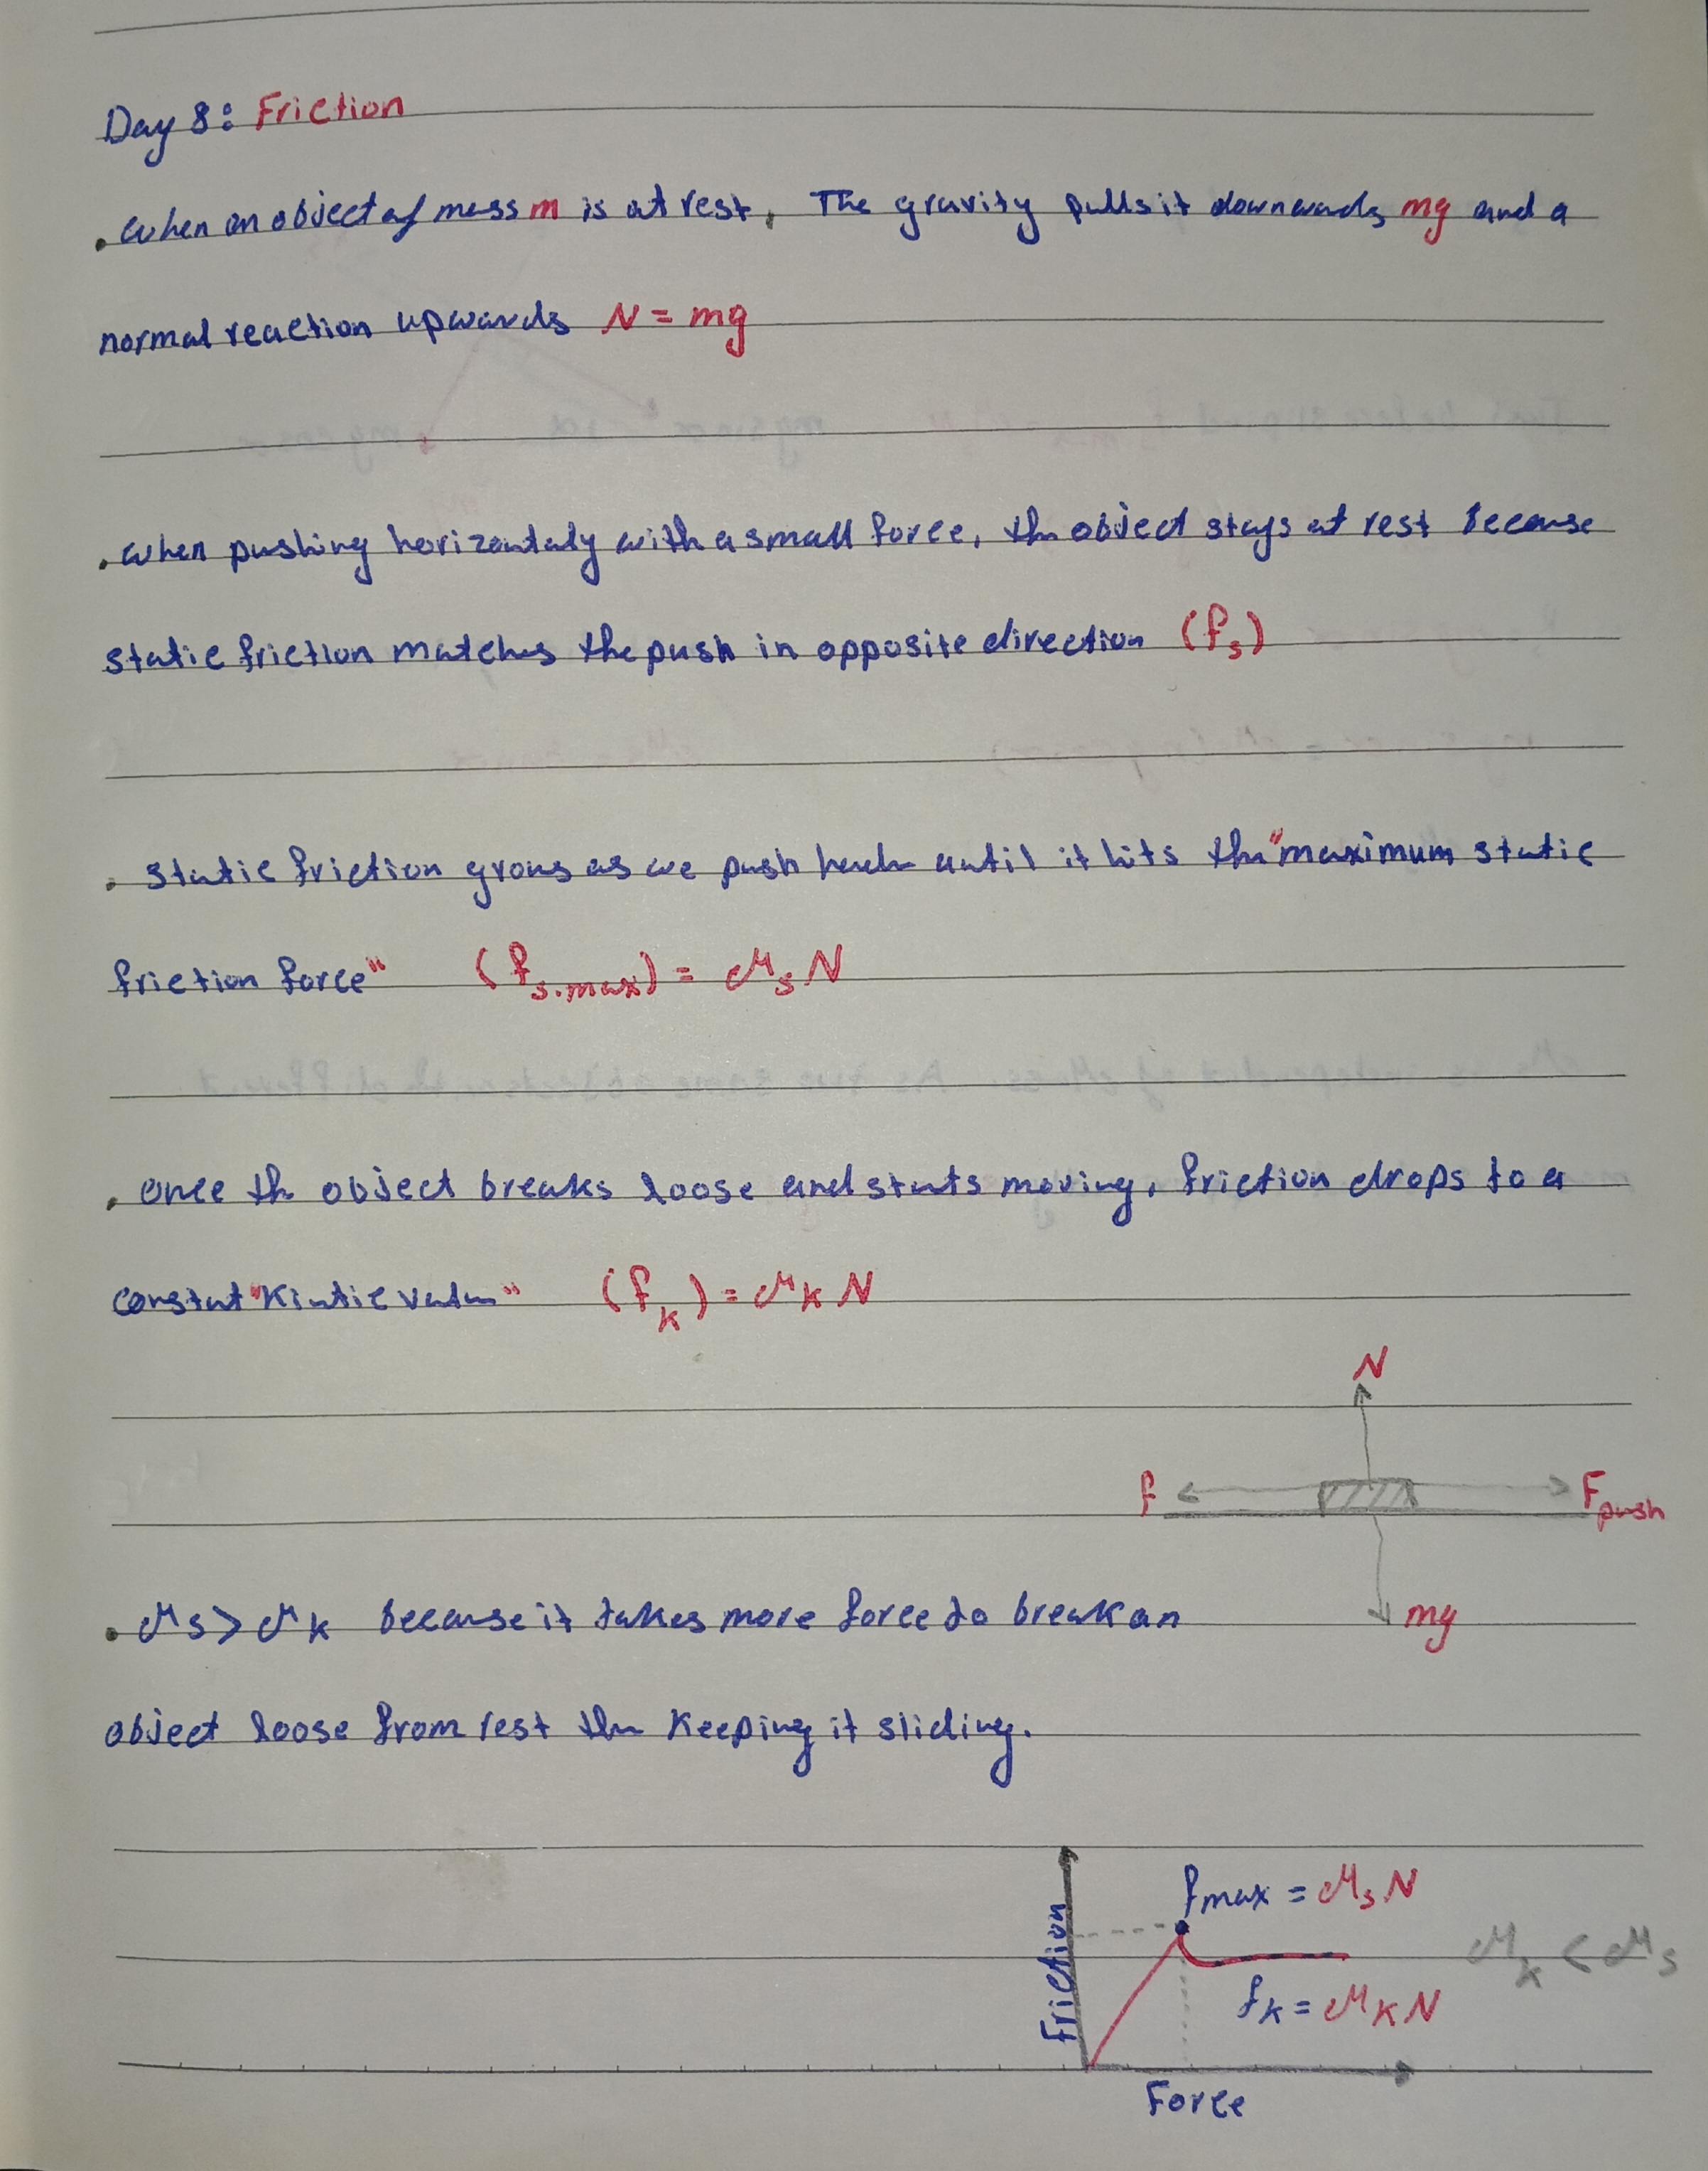 Day 8: Friction
. when an object of mass m is at rest, The gravity pulls it downwards mg and a
normal reaction upwards N = mg
. when pushing horizontaly with a small force, the object stays at rest because
static friction matches the push in opposite direction (fs)
. static friction grows as we push harder until it hits the "maximum static
friction force" (fs.max) = μs N
. once the object breaks loose and starts moving, friction drops to a
constat "Kinetic value" (fk) = μk N
N
f
Fpush
mg
. μs > μk because it takes more force to break an
object loose from rest than keeping it sliding.
fmax = μs N
Friction
μk < μs
fk = μk N
Force